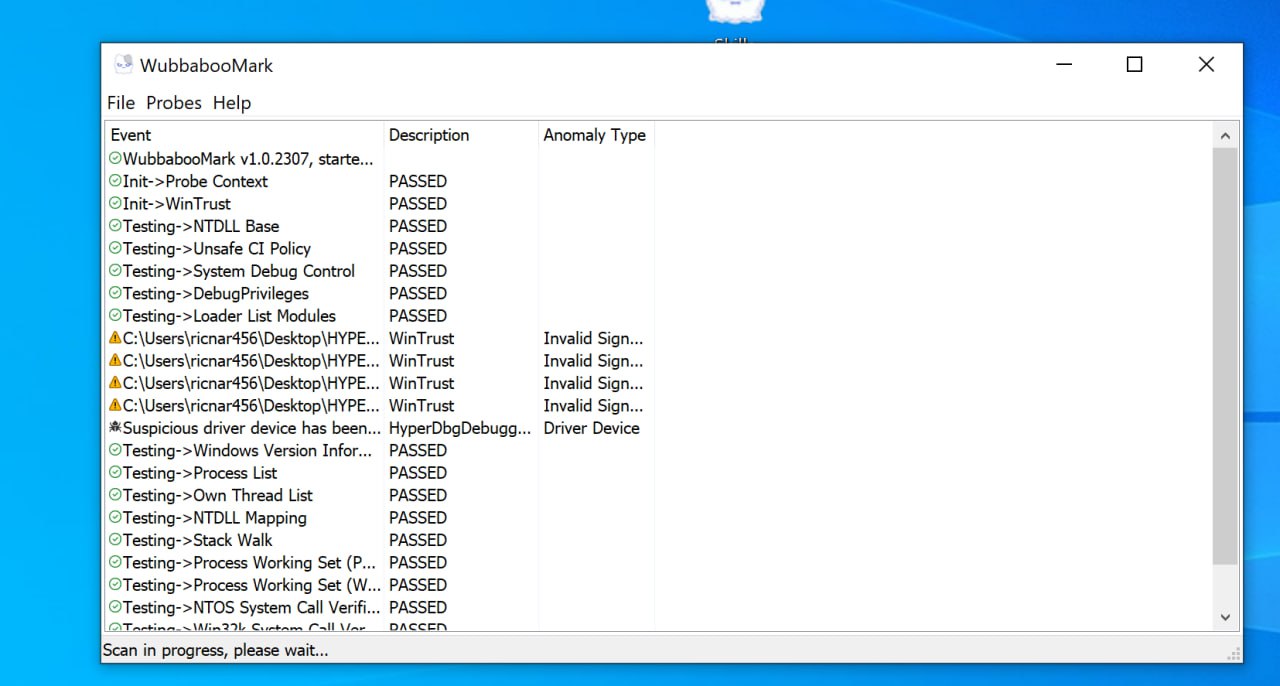 WubbabooMark
File Probes Help
Event Description Anomaly Type
WubbabooMark v1.0.2307, starte...
Init->Probe Context PASSED
Init->WinTrust PASSED
Testing->NTDLL Base PASSED
Testing->Unsafe CI Policy PASSED
Testing->System Debug Control PASSED
Testing->DebugPrivileges PASSED
Testing->Loader List Modules PASSED
C:\Users\ricnar456\Desktop\HYPE... WinTrust Invalid Sign...
C:\Users\ricnar456\Desktop\HYPE... WinTrust Invalid Sign...
C:\Users\ricnar456\Desktop\HYPE... WinTrust Invalid Sign...
C:\Users\ricnar456\Desktop\HYPE... WinTrust Invalid Sign...
Suspicious driver device has been... HyperDbgDebugg... Driver Device
Testing->Windows Version Infor... PASSED
Testing->Process List PASSED
Testing->Own Thread List PASSED
Testing->NTDLL Mapping PASSED
Testing->Stack Walk PASSED
Testing->Process Working Set (P... PASSED
Testing->Process Working Set (W... PASSED
Testing->NTOS System Call Verifi... PASSED
Testing->Win32k System Call Ver... PASSED
Scan in progress, please wait...